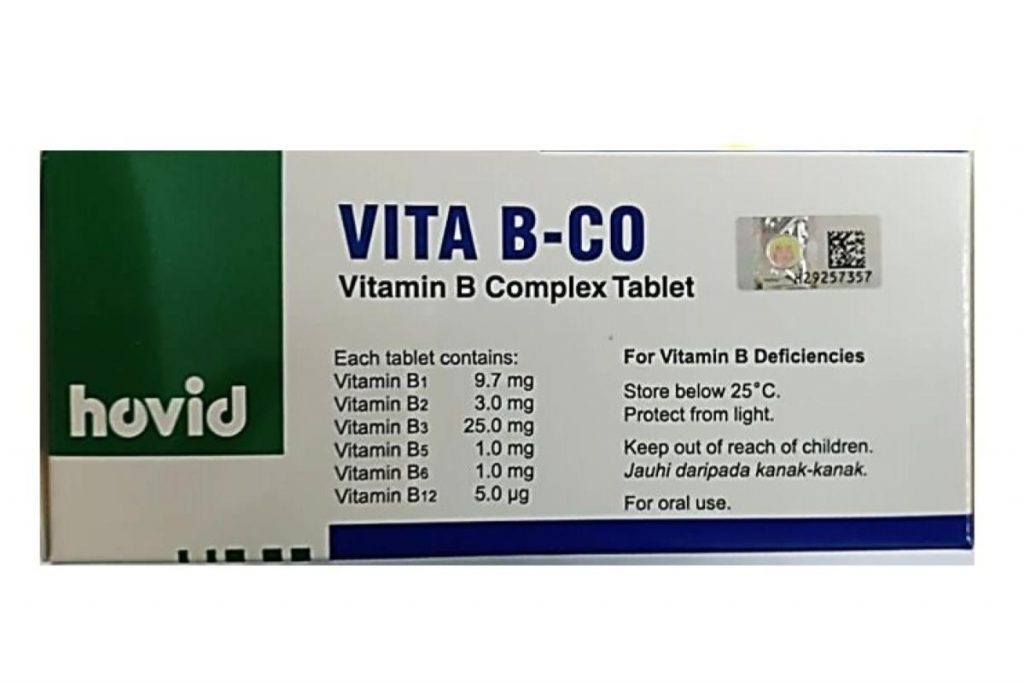 VITA B-CO
Vitamin B Complex Tablet
H29257357
hovid
Each tablet contains:
Vitamin B1 9.7 mg
Vitamin B2 3.0 mg
Vitamin B3 25.0 mg
Vitamin B5 1.0 mg
Vitamin B6 1.0 mg
Vitamin B12 5.0 µg
For Vitamin B Deficiencies
Store below 25°C.
Protect from light.
Keep out of reach of children.
Jauhi daripada kanak-kanak.
For oral use.